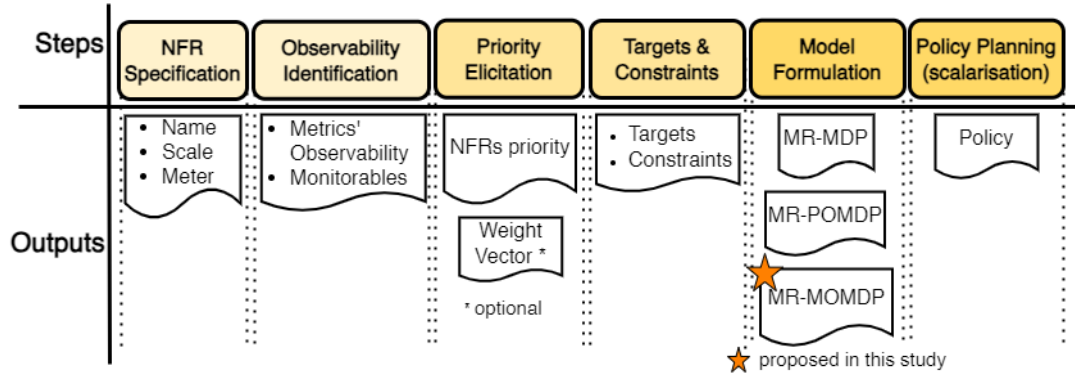 Steps
NFR
Specification
Observability
Identification
Priority
Elicitation
Targets &
Constraints
Model
Formulation
Policy Planning
(scalarisation)
Outputs
• Name
• Scale
• Meter
• Metrics'
Observability
• Monitorables
NFRs priority
Weight
Vector *
* optional
• Targets
• Constraints
MR-MDP
MR-POMDP
MR-MOMDP
proposed in this study
Policy